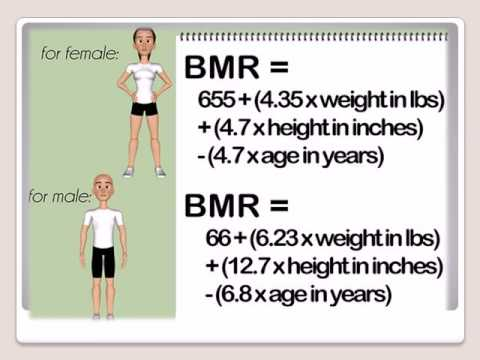 for female:
BMR =
655 + (4.35 x weight in lbs)
+ (4.7 x height in inches)
- (4.7 x age in years)
for male:
BMR =
66 + (6.23 x weight in lbs)
+ (12.7 x height in inches)
- (6.8 x age in years)